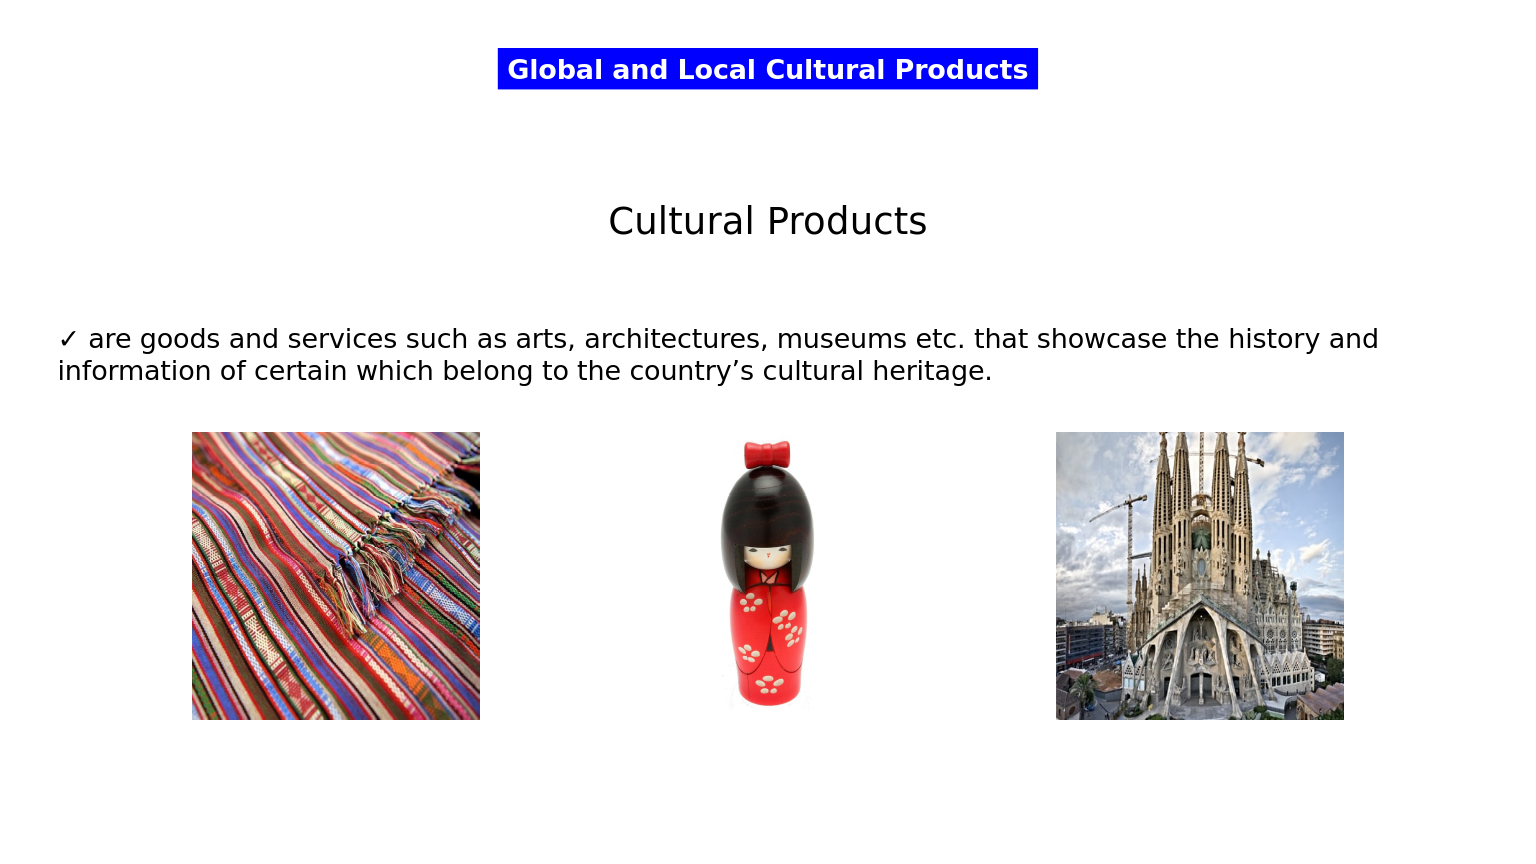 Global and Local Cultural Products
Cultural Products
✓ are goods and services such as arts, architectures, museums etc. that showcase the history and
information of certain which belong to the country’s cultural heritage.